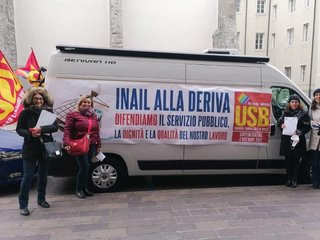 BENIVAN 110
INAIL ALLA DERIVA
DIFENDIAMO IL SERVIZIO PUBBLICO,
LA DIGNITÀ E LA QUALITÀ DEL NOSTRO LAVORO
USB